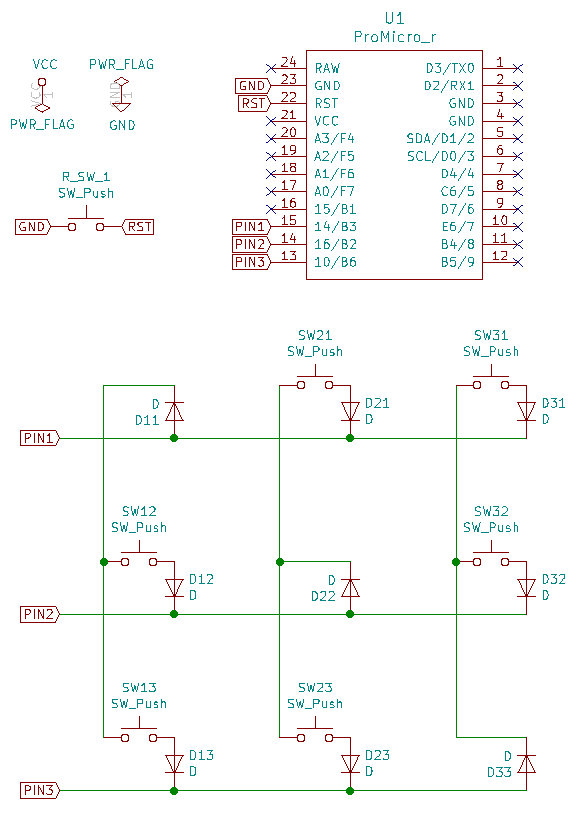 U1
ProMicro_r
VCC
PWR_FLAG
VCC
1
PWR_FLAG
GND
1
GND
R_SW_1
SW_Push
GND
RST
24 RAW
GND 23 GND
RST 22 RST
21 VCC
20 A3/F4
19 A2/F5
18 A1/F6
17 A0/F7
16 15/B1
PIN1 15 14/B3
PIN2 14 16/B2
PIN3 13 10/B6
D3/TX0 1
D2/RX1 2
GND 3
GND 4
SDA/D1/2 5
SCL/D0/3 6
D4/4 7
C6/5 8
D7/6 9
E6/7 10
B4/8 11
B5/9 12
SW21
SW_Push
SW31
SW_Push
D
D11
D21
D
D31
D
PIN1
SW12
SW_Push
SW32
SW_Push
D12
D
D
D22
D32
D
PIN2
SW13
SW_Push
SW23
SW_Push
D13
D
D23
D
D
D33
PIN3